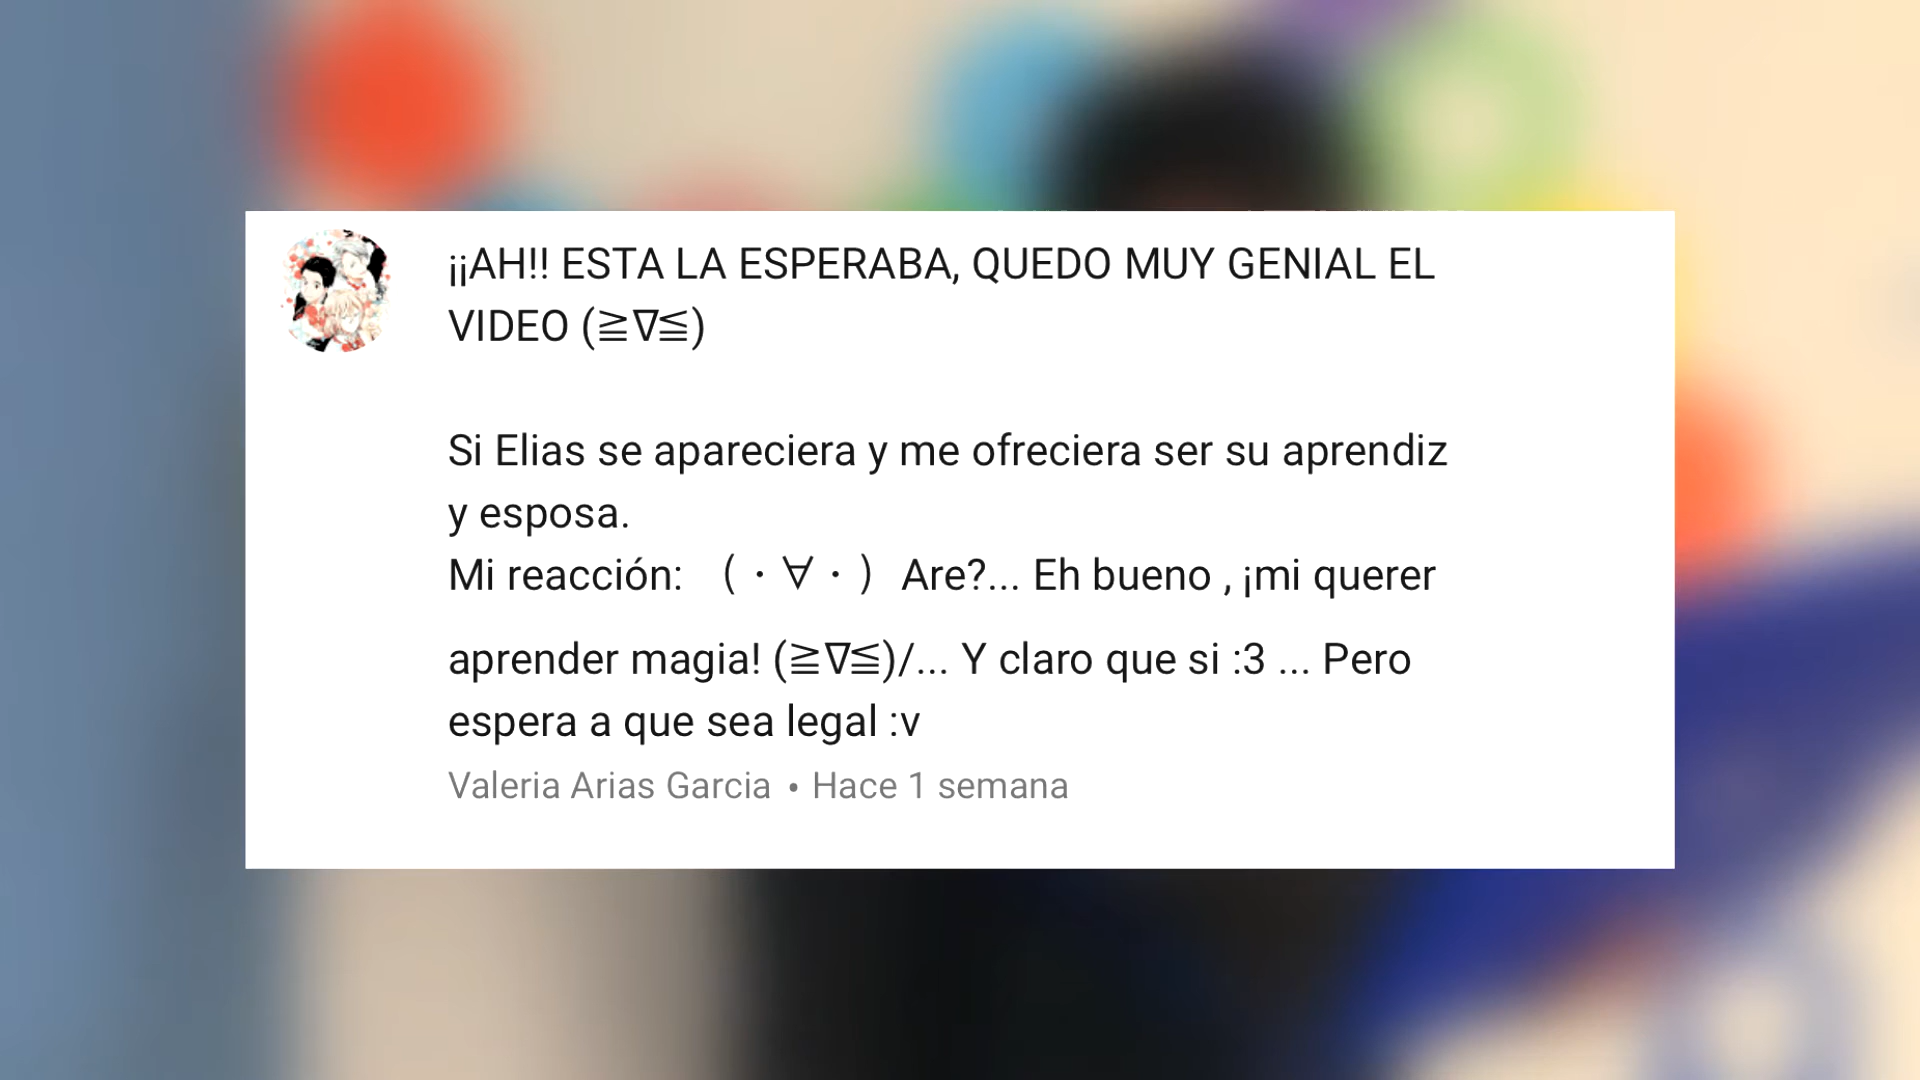 ¡¡AH!! ESTA LA ESPERABA, QUEDO MUY GENIAL EL
VIDEO (≧∇≦)
Si Elias se apareciera y me ofreciera ser su aprendiz
y esposa.
Mi reacción: （・∀・）Are?... Eh bueno , ¡mi querer
aprender magia! (≧∇≦)/... Y claro que si :3 ... Pero
espera a que sea legal :v
Valeria Arias Garcia • Hace 1 semana